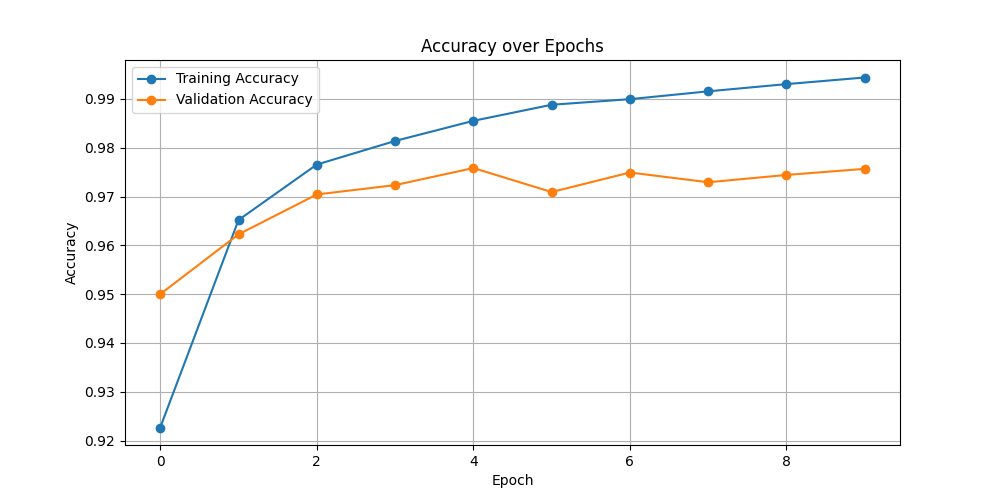 Accuracy over Epochs
Training Accuracy
Validation Accuracy
0.99
0.98
0.97
0.96
0.95
0.94
0.93
0.92
Accuracy
0 2 4 6 8
Epoch